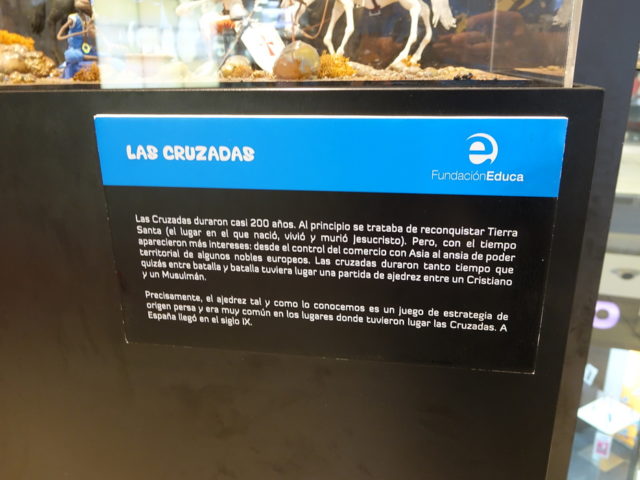 LAS CRUZADAS
e
FundaciónEduca
Las Cruzadas duraron casi 200 años. Al principio se trataba de reconquistar Tierra
Santa (el lugar en el que nació, vivió y murió Jesucristo). Pero, con el tiempo
aparecieron más intereses: desde el control del comercio con Asia al ansia de poder
territorial de algunos nobles europeos. Las cruzadas duraron tanto tiempo que
quizás entre batalla y batalla tuviera lugar una partida de ajedrez entre un Cristiano
y un Musulmán.
Precisamente, el ajedrez tal y como lo conocemos es un juego de estrategia de
origen persa y era muy común en los lugares donde tuvieron lugar las Cruzadas. A
España llegó en el siglo IX.